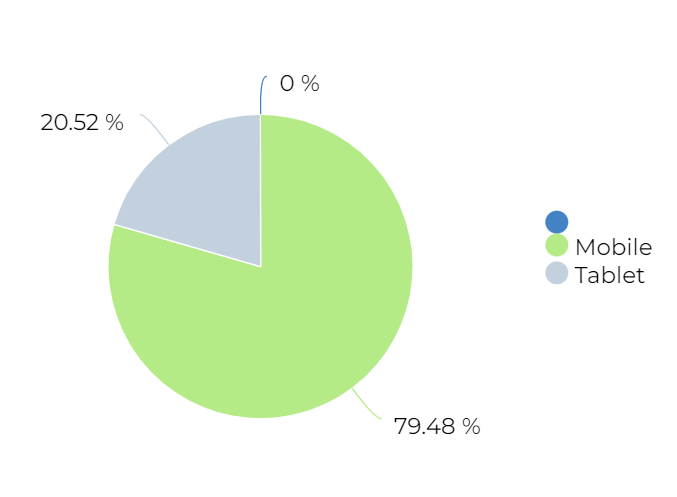 0 %
20.52 %
79.48 %
Mobile
Tablet